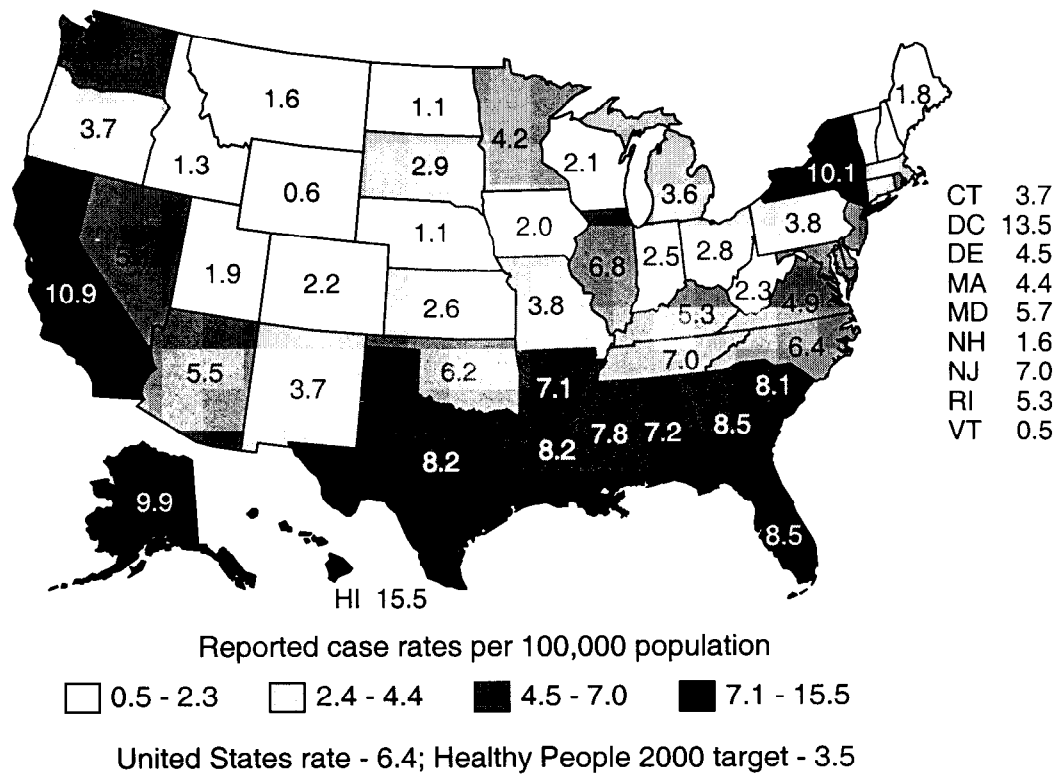 1.8
1.6
1.1
4.2
3.7
2.1
10.1
1.3
2.9
3.6
0.6
CT 3.7
3.8
DC 13.5
1.1
2.0
DE 4.5
2.5
2.8
1.9
6.8
MA 4.4
2.2
10.9
2.3
4.9
MD 5.7
2.6
3.8
5.3
NH 1.6
6.4
7.0
NJ 7.0
5.5
6.2
3.7
7.1
8.1
RI 5.3
7.8
7.2
8.5
VT 0.5
8.2
8.2
9.9
8.5
HI 15.5
Reported case rates per 100,000 population
0.5 - 2.3
2.4 - 4.4
4.5 - 7.0
7.1 - 15.5
United States rate - 6.4; Healthy People 2000 target - 3.5